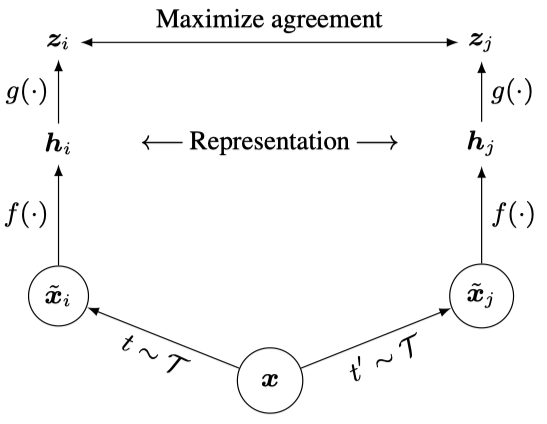 Maximize agreement
z_i z_j
g(·) g(·)
h_i ← Representation → h_j
f(·) f(·)
x̃_i x̃_j
t ~ 𝒯 t' ~ 𝒯
x